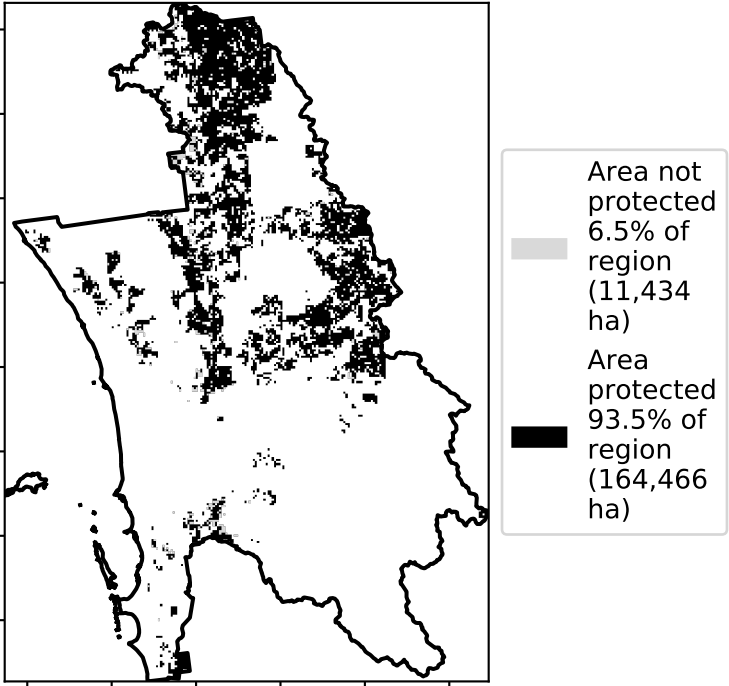 Area not
protected
6.5% of
region
(11,434
ha)
Area
protected
93.5% of
region
(164,466
ha)